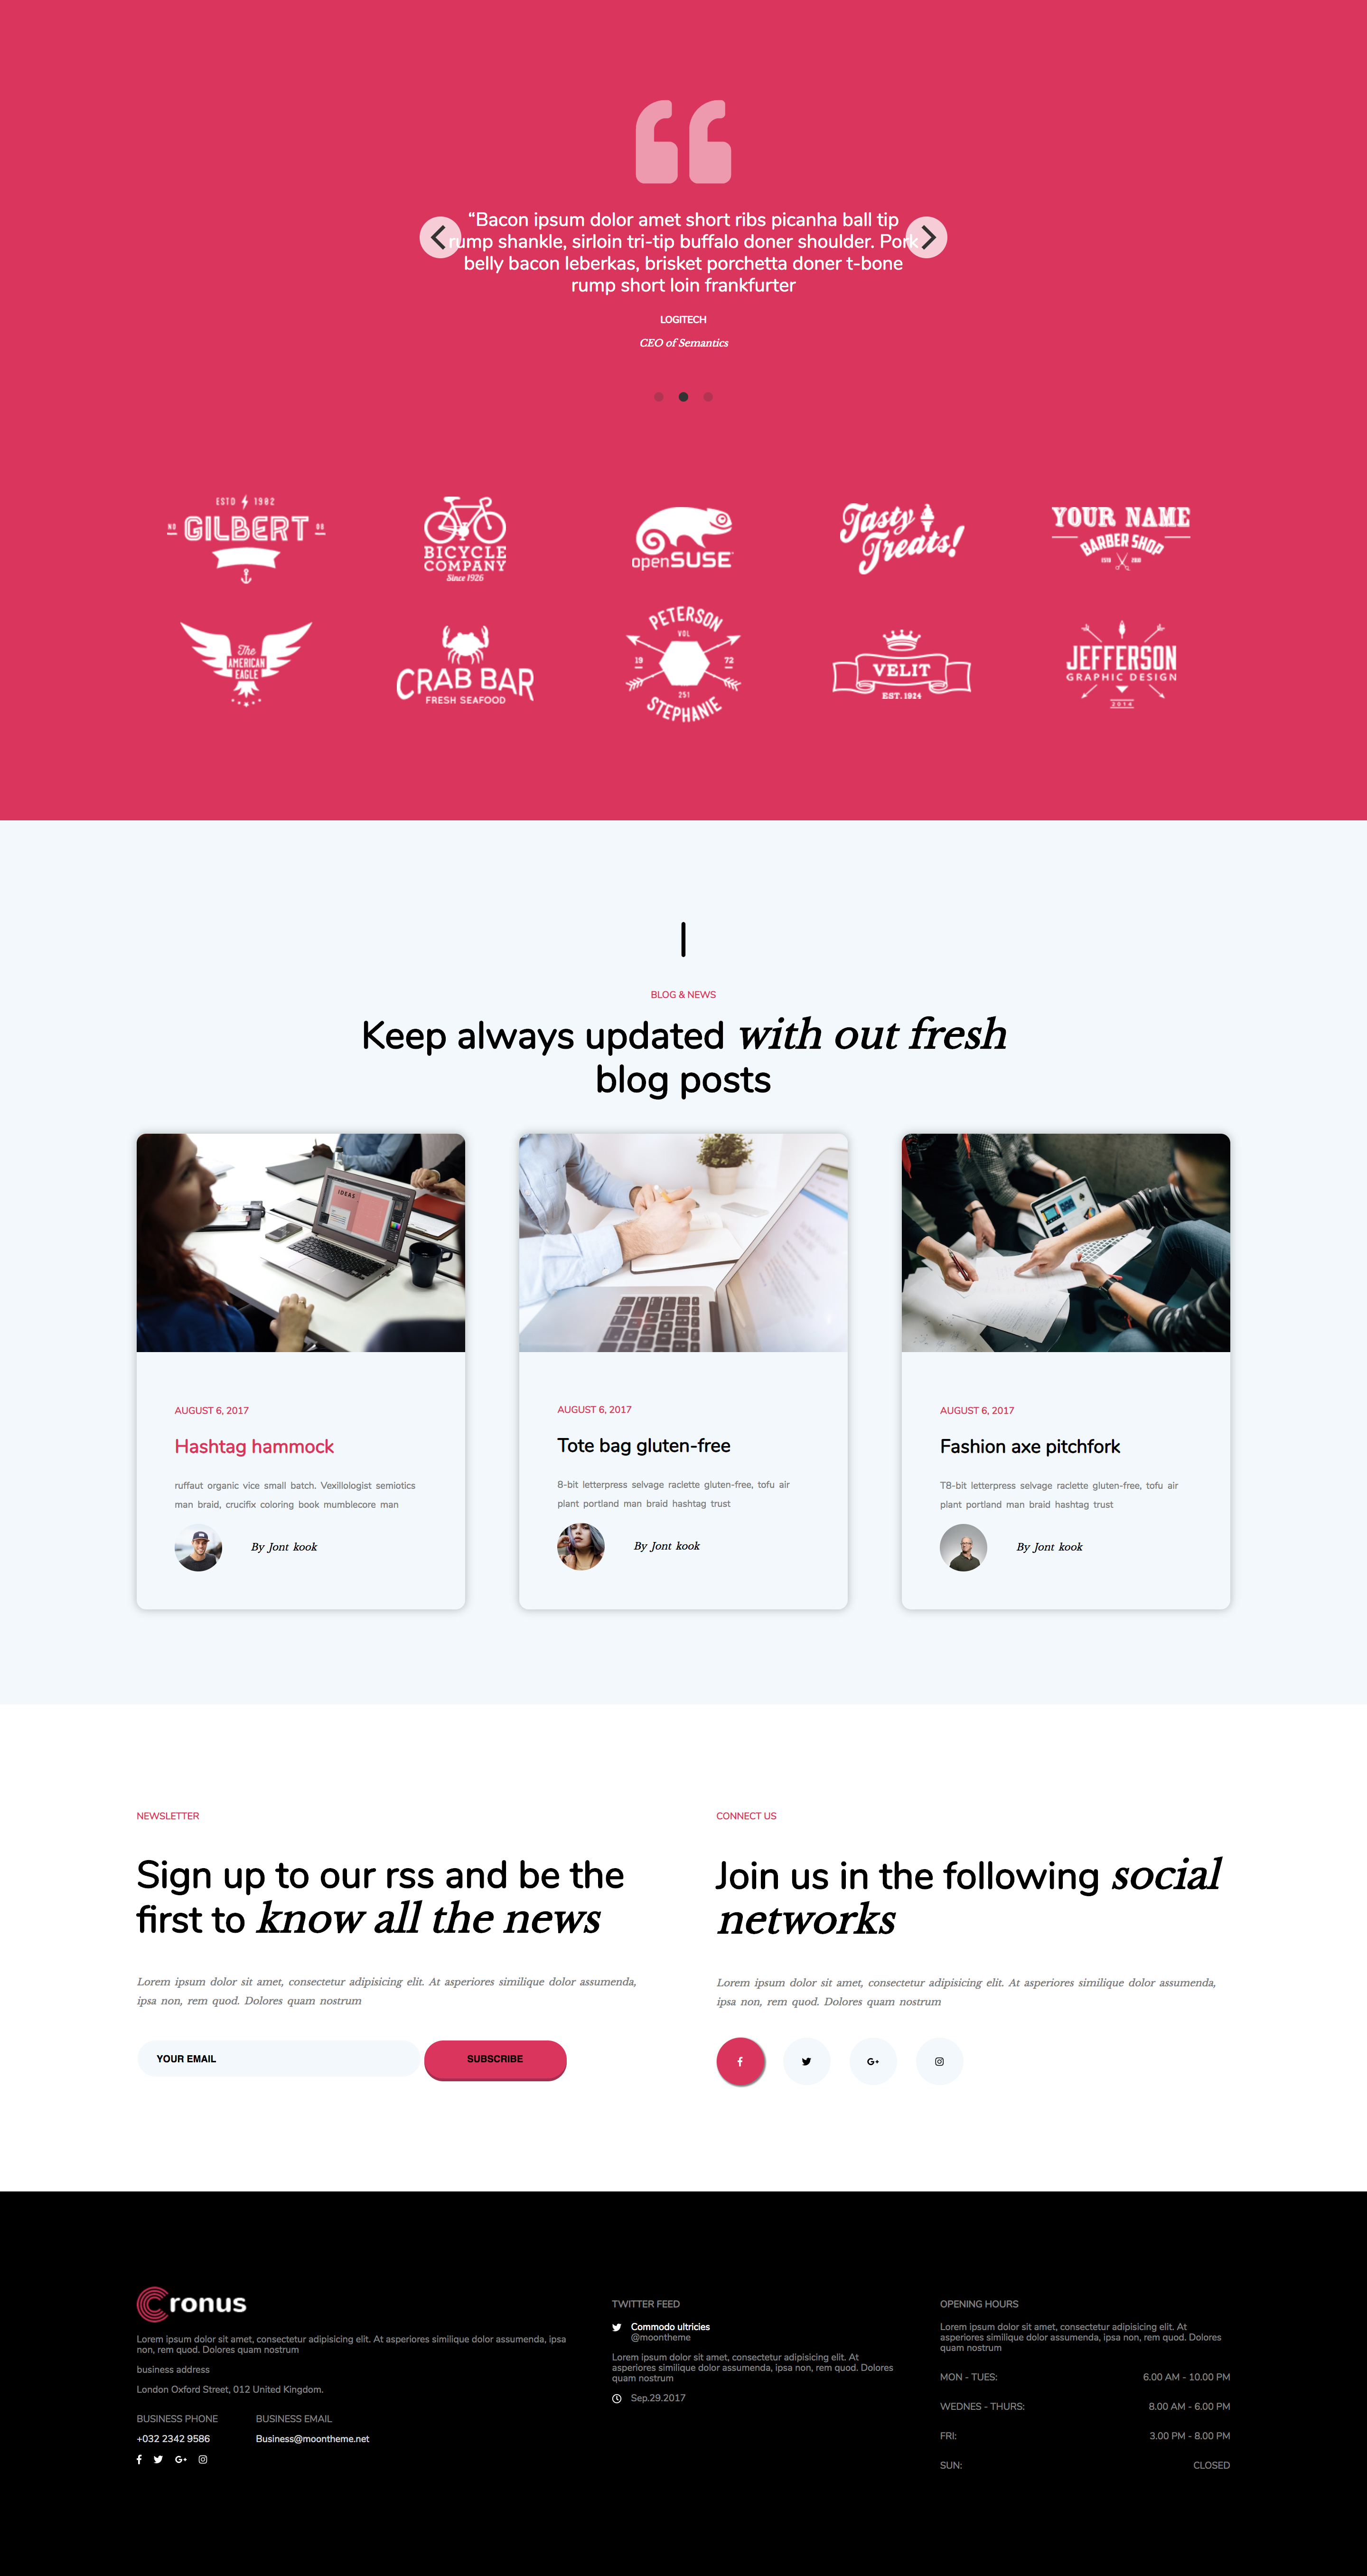 “Bacon ipsum dolor amet short ribs picanha ball tip
rump shankle, sirloin tri-tip buffalo doner shoulder. Pork
belly bacon leberkas, brisket porchetta doner t-bone
rump short loin frankfurter
LOGITECH
CEO of Semantics
ESTD 1982
NO GILBERT 08
BICYCLE
COMPANY
Since 1926
openSUSE
Tasty
Treats!
YOUR NAME
BARBER SHOP
The
AMERICAN
EAGLE
CRAB BAR
FRESH SEAFOOD
PETERSON
VOL
19 72
251
STEPHANIE
VELIT
EST. 1924
JEFFERSON
GRAPHIC DESIGN
2014
BLOG & NEWS
Keep always updated with out fresh
blog posts
IDEAS
AUGUST 6, 2017
Hashtag hammock
ruffaut organic vice small batch. Vexillologist semiotics
man braid, crucifix coloring book mumblecore man
By Jont kook
AUGUST 6, 2017
Tote bag gluten-free
8-bit letterpress selvage raclette gluten-free, tofu air
plant portland man braid hashtag trust
By Jont kook
AUGUST 6, 2017
Fashion axe pitchfork
T8-bit letterpress selvage raclette gluten-free, tofu air
plant portland man braid hashtag trust
By Jont kook
NEWSLETTER
Sign up to our rss and be the
first to know all the news
Lorem ipsum dolor sit amet, consectetur adipisicing elit. At asperiores similique dolor assumenda,
ipsa non, rem quod. Dolores quam nostrum
YOUR EMAIL
SUBSCRIBE
CONNECT US
Join us in the following social
networks
Lorem ipsum dolor sit amet, consectetur adipisicing elit. At asperiores similique dolor assumenda,
ipsa non, rem quod. Dolores quam nostrum
Cronus
Lorem ipsum dolor sit amet, consectetur adipisicing elit. At asperiores similique dolor assumenda, ipsa
non, rem quod. Dolores quam nostrum
business address
London Oxford Street, 012 United Kingdom.
BUSINESS PHONE
+032 2342 9586
BUSINESS EMAIL
Business@moontheme.net
TWITTER FEED
Commodo ultricies
@moontheme
Lorem ipsum dolor sit amet, consectetur adipisicing elit. At
asperiores similique dolor assumenda, ipsa non, rem quod. Dolores
quam nostrum
Sep.29.2017
OPENING HOURS
Lorem ipsum dolor sit amet, consectetur adipisicing elit. At
asperiores similique dolor assumenda, ipsa non, rem quod. Dolores
quam nostrum
MON - TUES: 6.00 AM - 10.00 PM
WEDNES - THURS: 8.00 AM - 6.00 PM
FRI: 3.00 PM - 8.00 PM
SUN: CLOSED